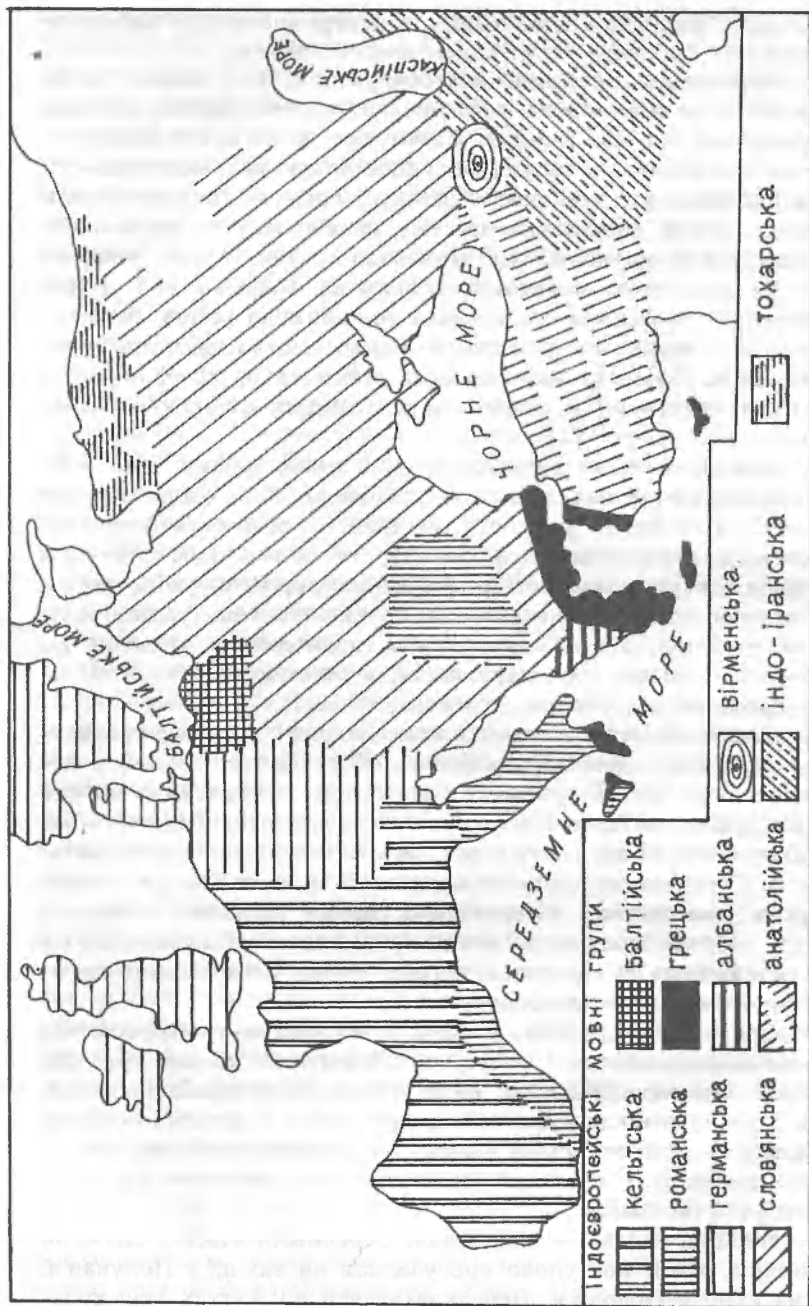 КАСПІЙСЬКЕ МОРЕ
ЧОРНЕ МОРЕ
БАЛТІЙСЬКЕ МОРЕ
СЕРЕДЗЕМНЕ МОРЕ
ІНДОЄВРОПЕЙСЬКІ МОВНІ ГРУПИ
кельтська
романська
германська
слов'янська
балтійська
грецька
албанська
анатолійська
вірменська
індо-іранська
тохарська